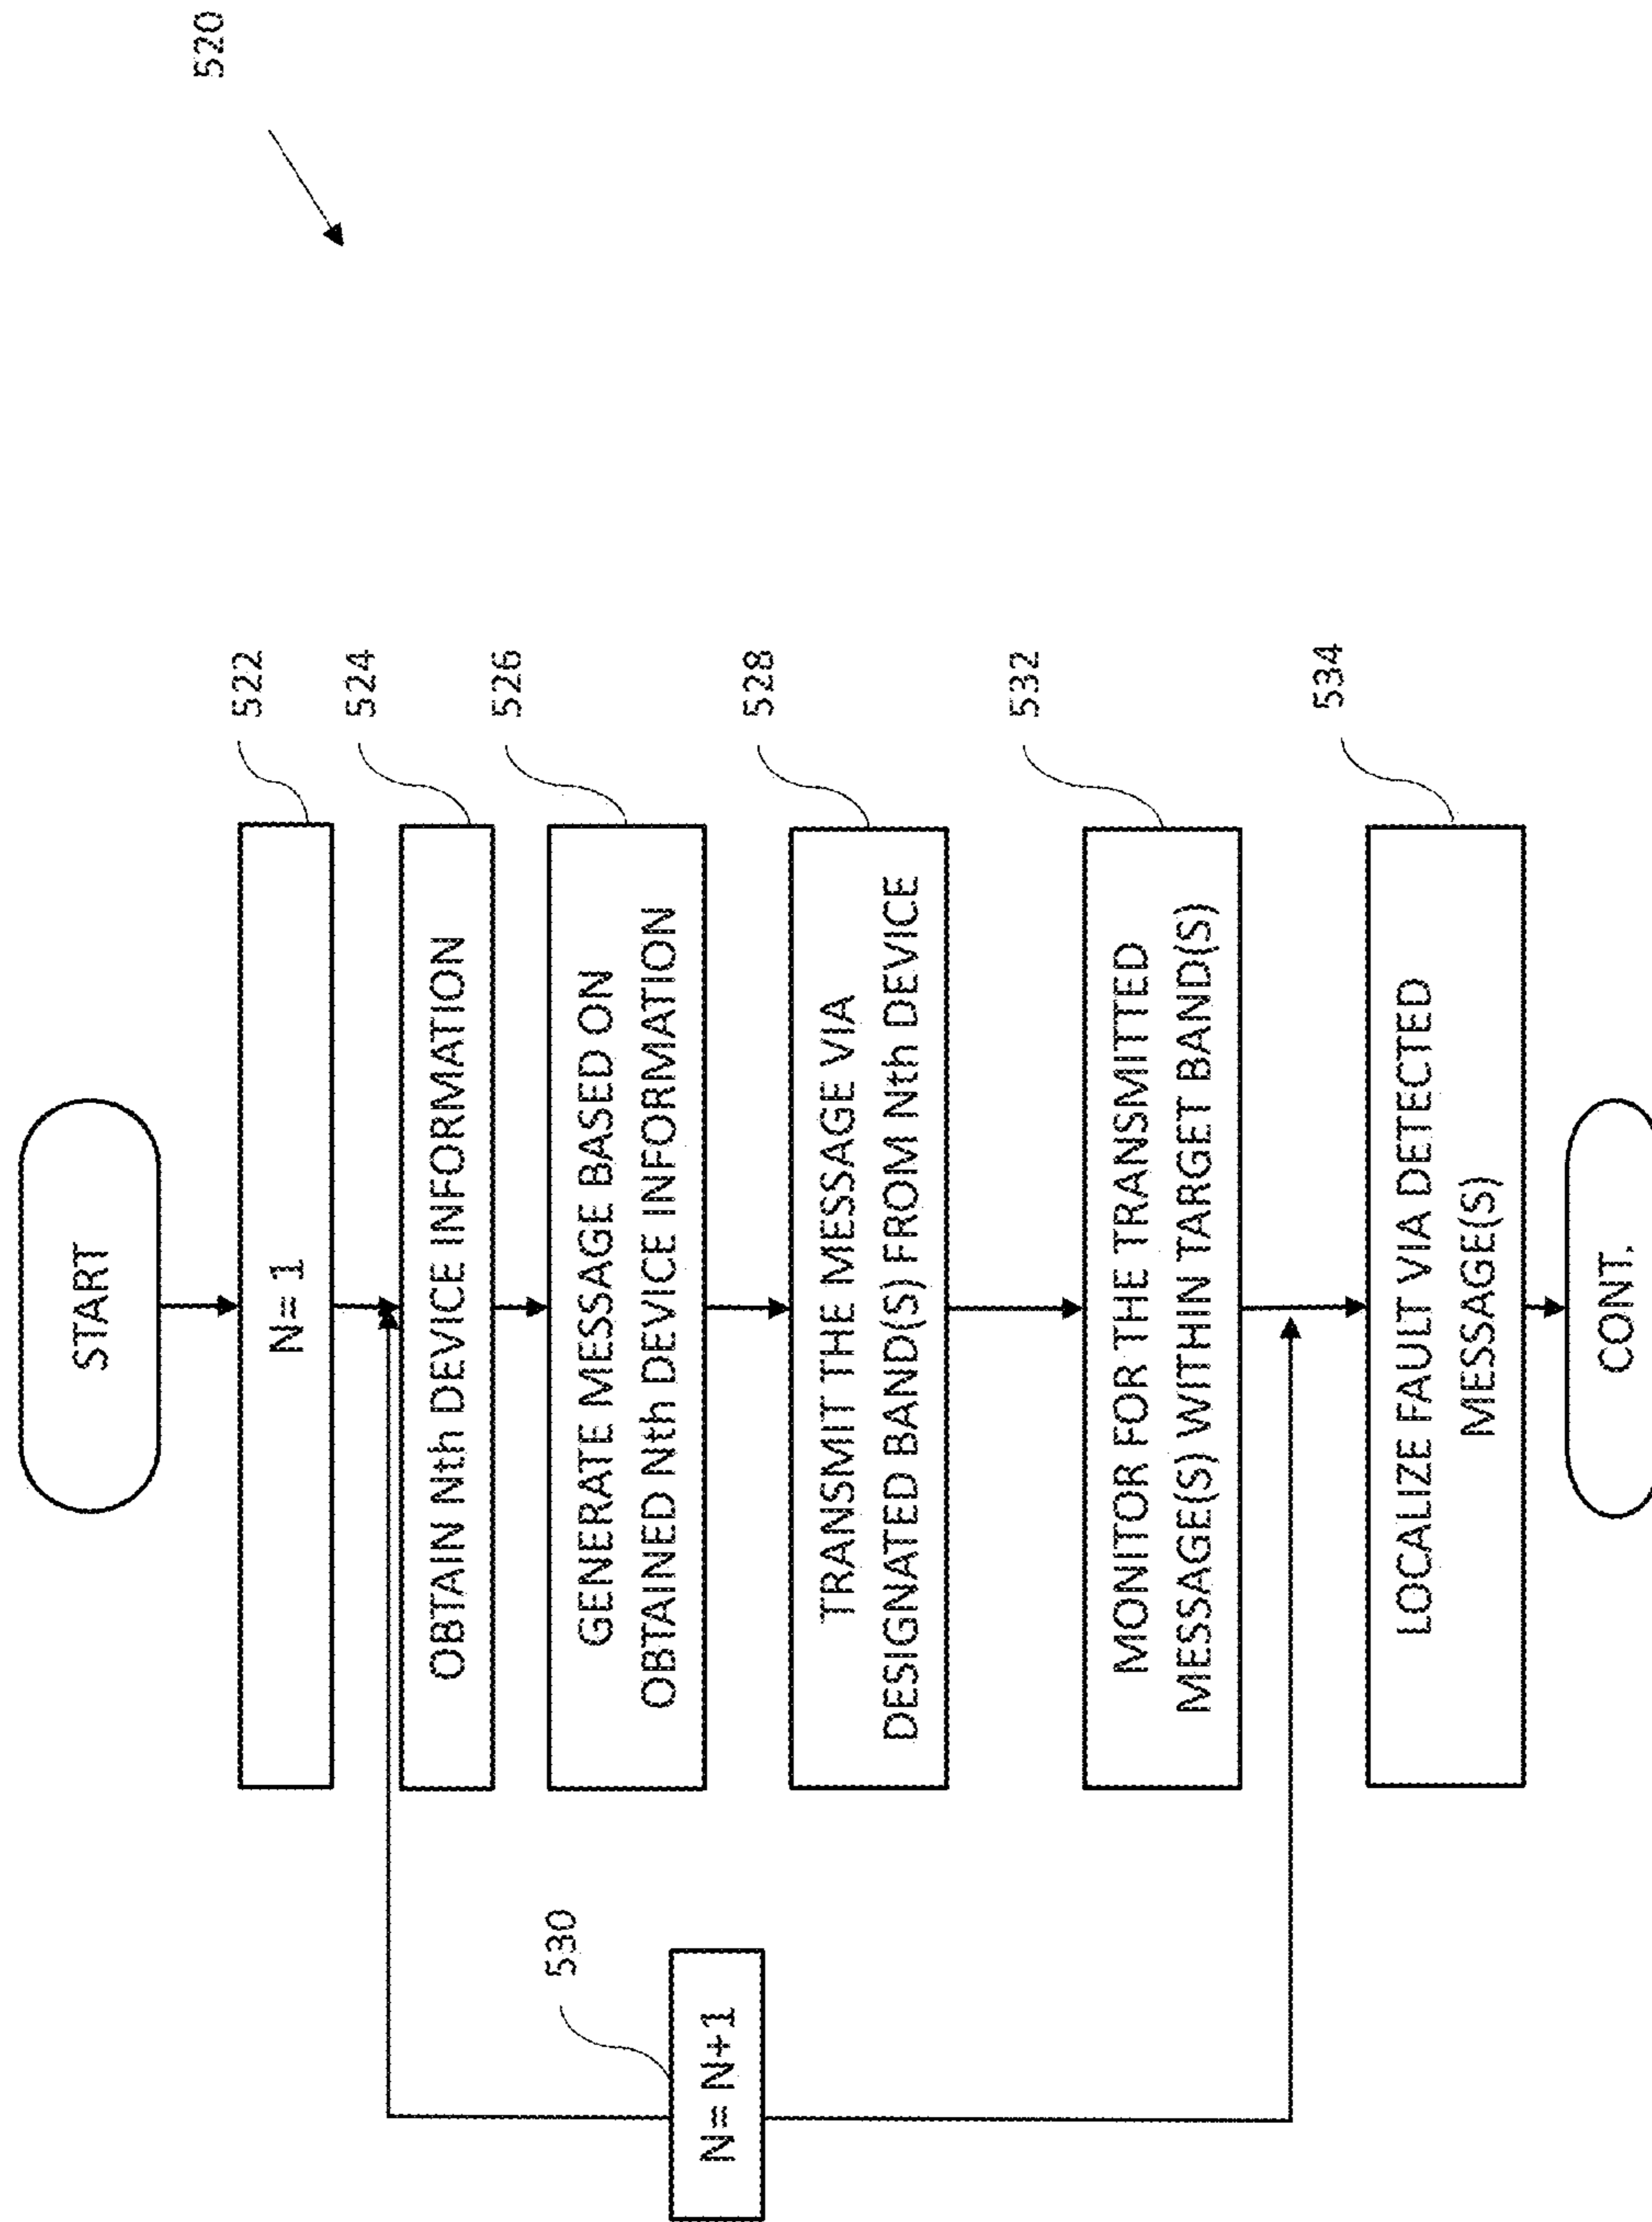 520
START
N= 1
522
OBTAIN Nth DEVICE INFORMATION
524
GENERATE MESSAGE BASED ON
OBTAINED Nth DEVICE INFORMATION
526
TRANSMIT THE MESSAGE VIA
DESIGNATED BAND(S) FROM Nth DEVICE
528
N= N+1
530
MONITOR FOR THE TRANSMITTED
MESSAGE(S) WITHIN TARGET BAND(S)
532
LOCALIZE FAULT VIA DETECTED
MESSAGE(S)
534
CONT.